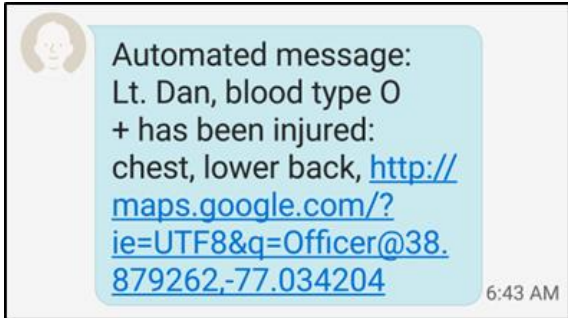 Automated message:
Lt. Dan, blood type O
+ has been injured:
chest, lower back, http://
maps.google.com/?
ie=UTF8&q=Officer@38.
879262,-77.034204
6:43 AM